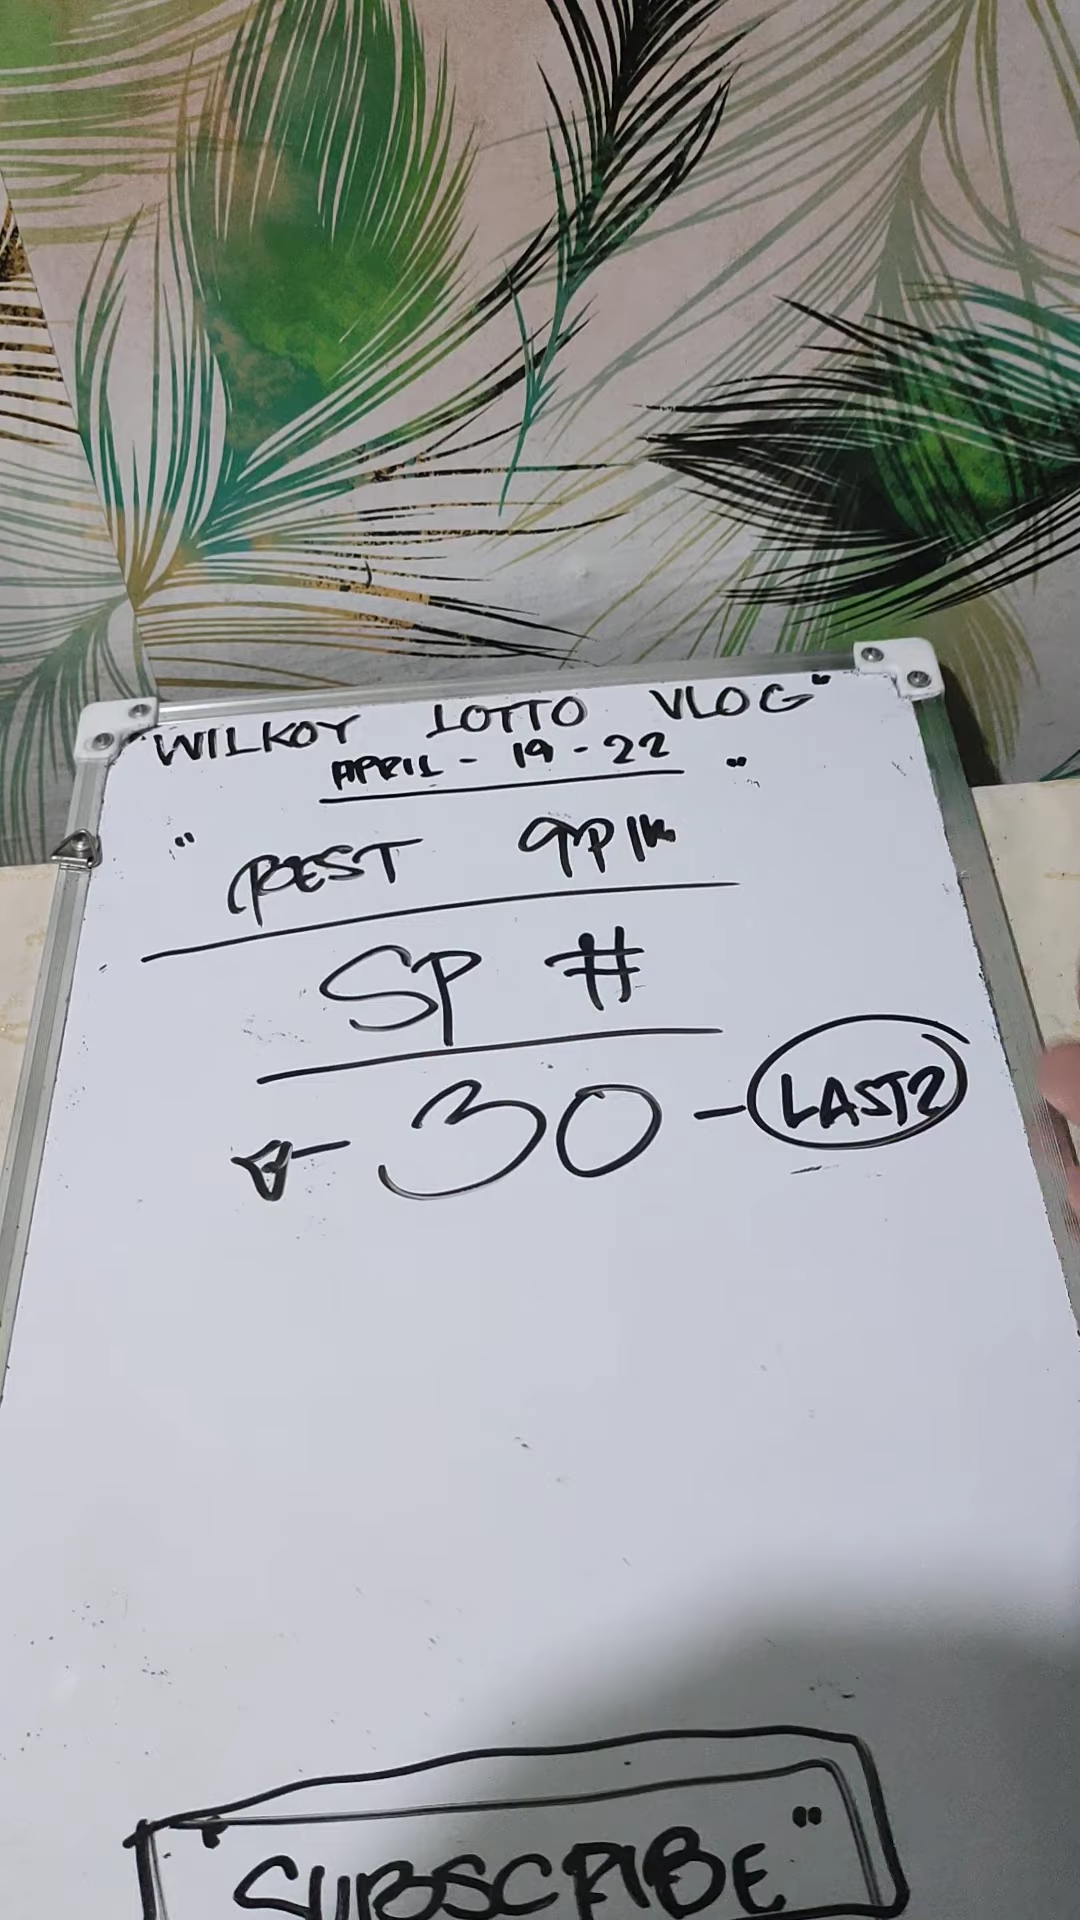 "WILKOY LOTTO VLOG"
APRIL - 19 - 22
"BEST 9PM"
SP #
- 30 - LAST2
"SUBSCRIBE"